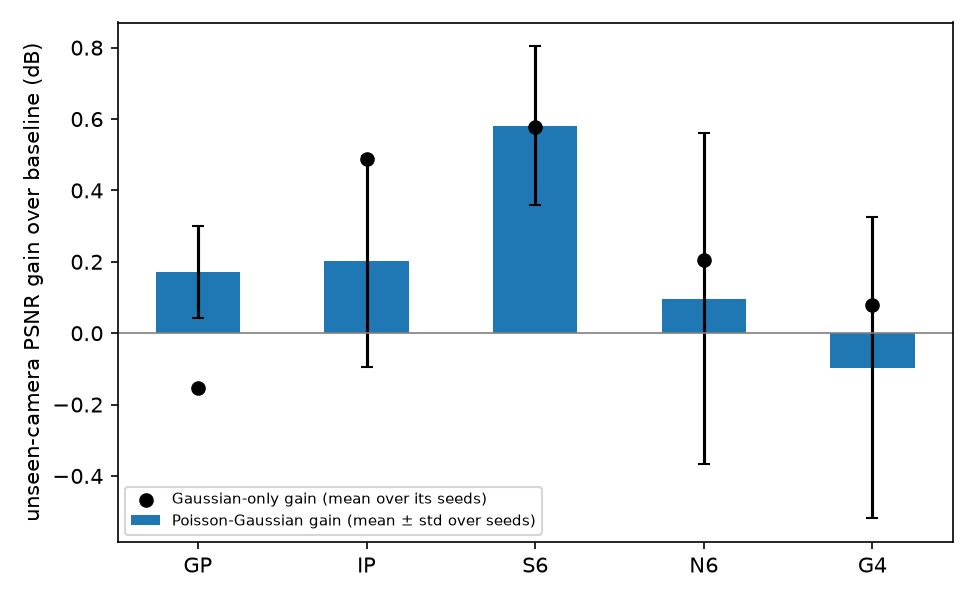 unseen-camera PSNR gain over baseline (dB)
0.8
0.6
0.4
0.2
0.0
−0.2
−0.4
Gaussian-only gain (mean over its seeds)
Poisson-Gaussian gain (mean ± std over seeds)
GP IP S6 N6 G4